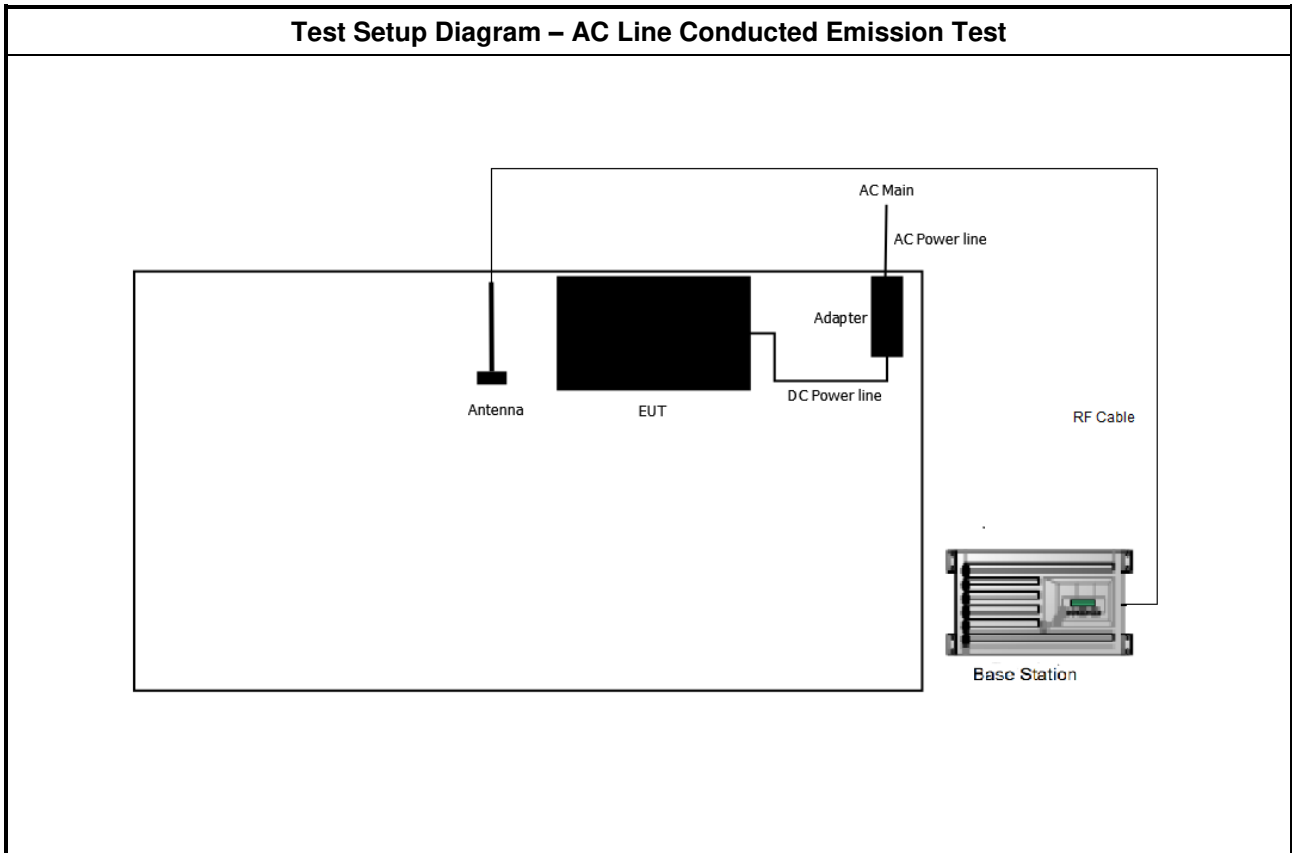 Test Setup Diagram – AC Line Conducted Emission Test
AC Main
AC Power line
Adapter
DC Power line
Antenna
EUT
RF Cable
Base Station